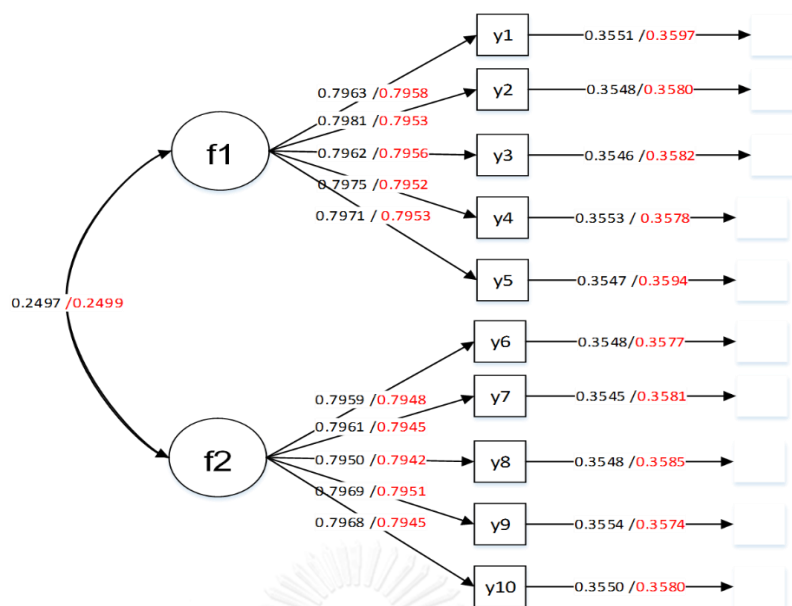 y1 0.3551 /0.3597
0.7963 /0.7958 y2 0.3548/0.3580
0.7981 /0.7953
f1 0.7962 /0.7956 y3 0.3546 /0.3582
0.7975 /0.7952
0.7971 /0.7953 y4 0.3553 / 0.3578
y5 0.3547 /0.3594
0.2497 /0.2499
y6 0.3548/0.3577
0.7959 /0.7948 y7 0.3545 /0.3581
0.7961 /0.7945
f2 0.7950 /0.7942 y8 0.3548 /0.3585
0.7969 /0.7951
0.7968 /0.7945 y9 0.3554 /0.3574
y10 0.3550 /0.3580